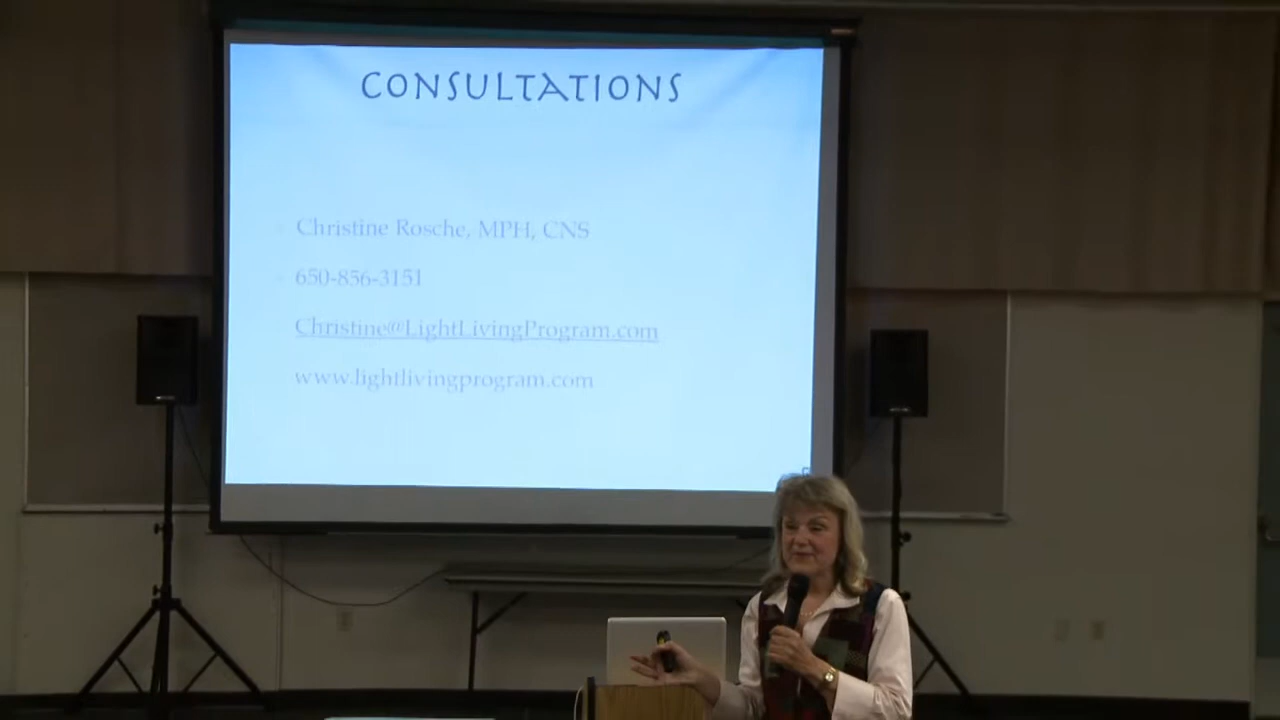 CONSULTATIONS
Christine Rosche, MPH, CNS
650-856-3151
Christine@LightLivingProgram.com
www.lightlivingprogram.com